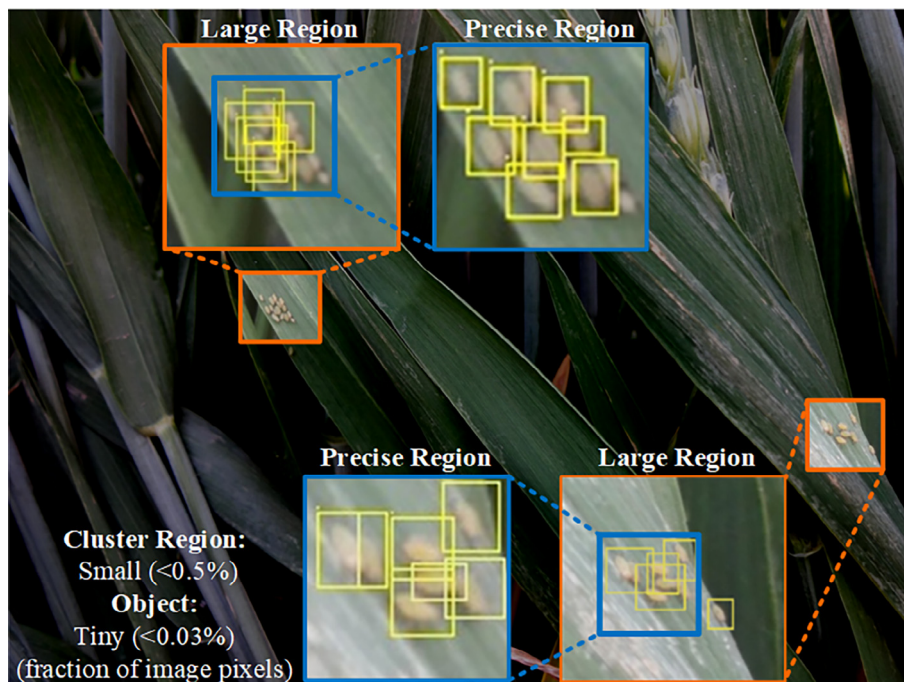 Large Region
Precise Region
Precise Region
Large Region
Cluster Region:
Small (<0.5%)
Object:
Tiny (<0.03%)
(fraction of image pixels)